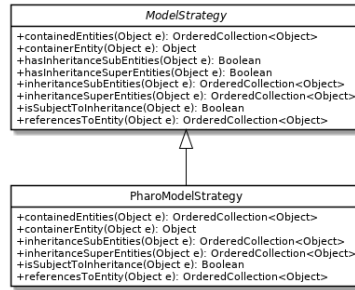 ModelStrategy
+containedEntities(Object e): OrderedCollection<Object>
+containerEntity(Object e): Object
+hasInheritanceSubEntities(Object e): Boolean
+hasInheritanceSuperEntities(Object e): Boolean
+inheritanceSubEntities(Object e): OrderedCollection<Object>
+inheritanceSuperEntities(Object e): OrderedCollection<Object>
+isSubjectToInheritance(Object e): Boolean
+referencesToEntity(Object e): OrderedCollection<Object>
PharoModelStrategy
+containedEntities(Object e): OrderedCollection<Object>
+containerEntity(Object e): Object
+inheritanceSubEntities(Object e): OrderedCollection<Object>
+inheritanceSuperEntities(Object e): OrderedCollection<Object>
+isSubjectToInheritance(Object e): Boolean
+referencesToEntity(Object e): OrderedCollection<Object>